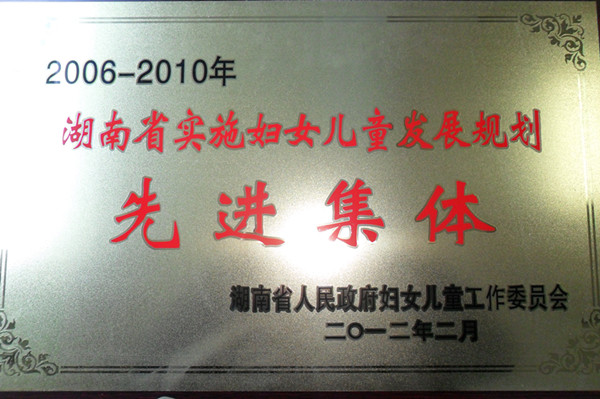 2006-2010年
湖南省实施妇女儿童发展规划
先进集体
湖南省人民政府妇女儿童工作委员会
二〇一二年二月